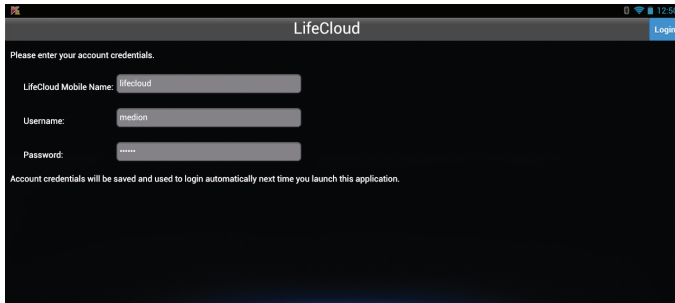 12:50
LifeCloud
Login
Please enter your account credentials.
LifeCloud Mobile Name: lifecloud
Username: medion
Password: ••••••
Account credentials will be saved and used to login automatically next time you launch this application.